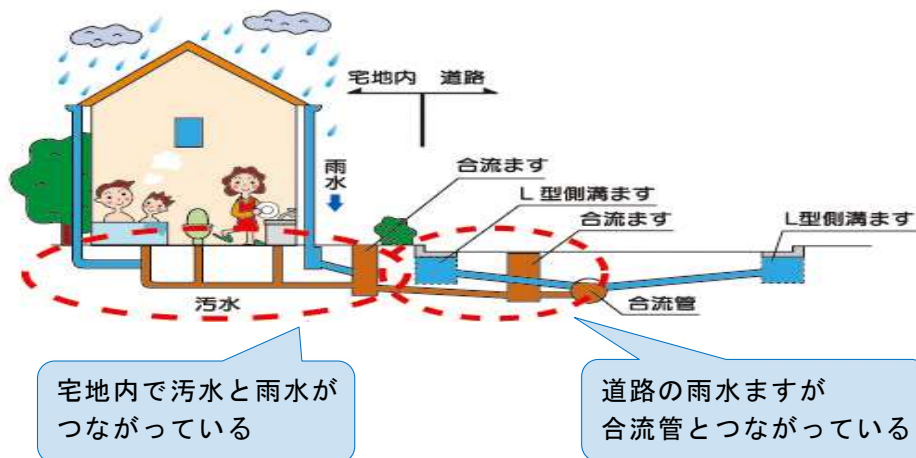 宅地内 道路
雨水
合流ます
L型側溝ます
合流ます
L型側溝ます
汚水
合流管
宅地内で汚水と雨水が
つながっている
道路の雨水ますが
合流管とつながっている